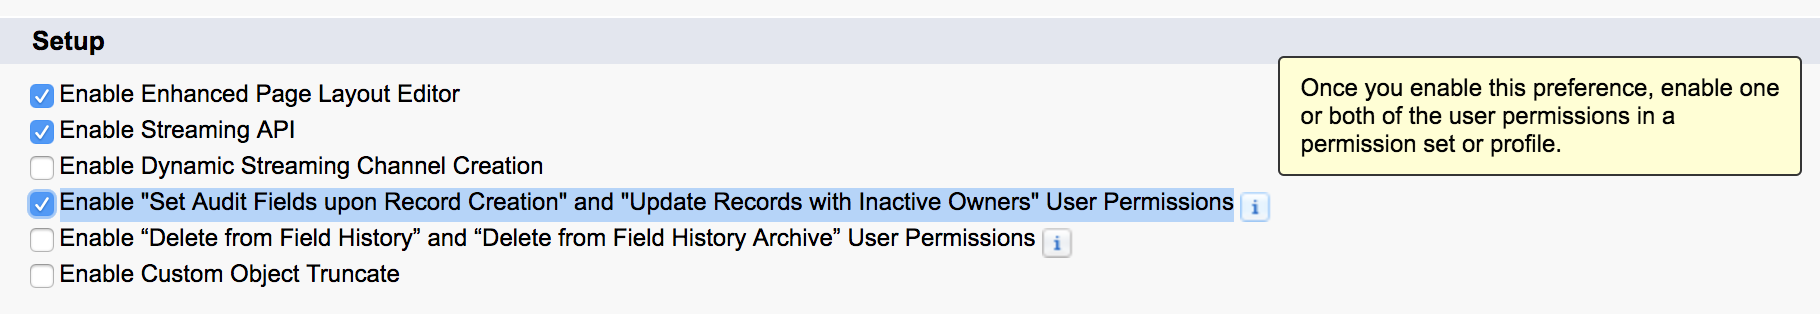 Setup
Enable Enhanced Page Layout Editor
Enable Streaming API
Enable Dynamic Streaming Channel Creation
Enable "Set Audit Fields upon Record Creation" and "Update Records with Inactive Owners" User Permissions i
Enable “Delete from Field History” and “Delete from Field History Archive” User Permissions i
Enable Custom Object Truncate
Once you enable this preference, enable one
or both of the user permissions in a
permission set or profile.